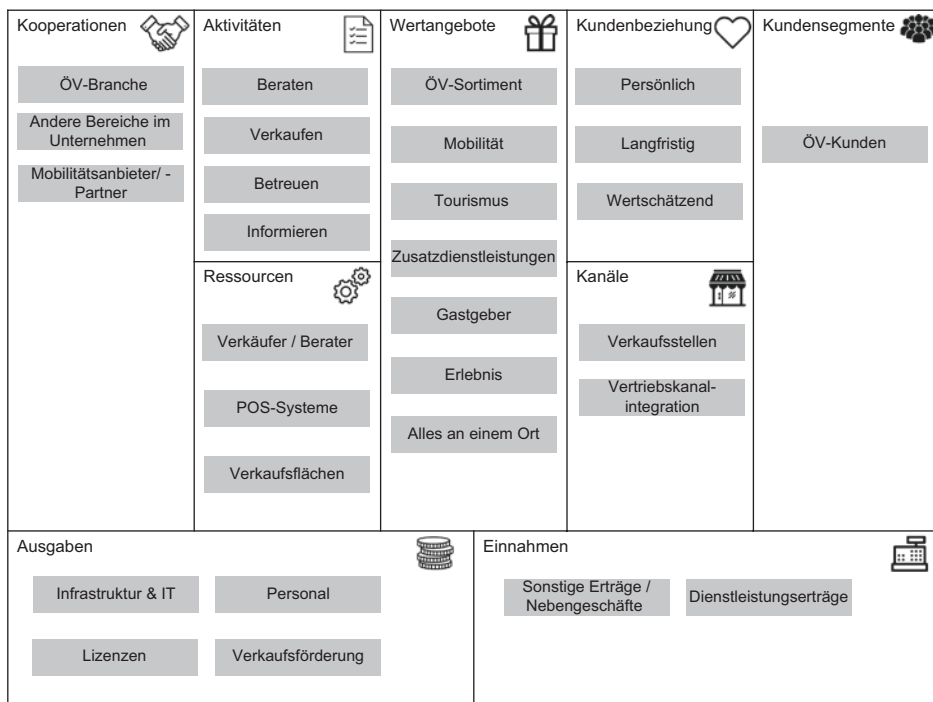 Kooperationen
ÖV-Branche
Andere Bereiche im
Unternehmen
Mobilitätsanbieter/ -
Partner
Aktivitäten
Beraten
Verkaufen
Betreuen
Informieren
Ressourcen
Verkäufer / Berater
POS-Systeme
Verkaufsflächen
Wertangebote
ÖV-Sortiment
Mobilität
Tourismus
Zusatzdienstleistungen
Gastgeber
Erlebnis
Alles an einem Ort
Kundenbeziehung
Persönlich
Langfristig
Wertschätzend
Kanäle
Verkaufsstellen
Vertriebskanal-
integration
Kundensegmente
ÖV-Kunden
Ausgaben
Infrastruktur & IT
Personal
Lizenzen
Verkaufsförderung
Einnahmen
Sonstige Erträge /
Nebengeschäfte
Dienstleistungserträge